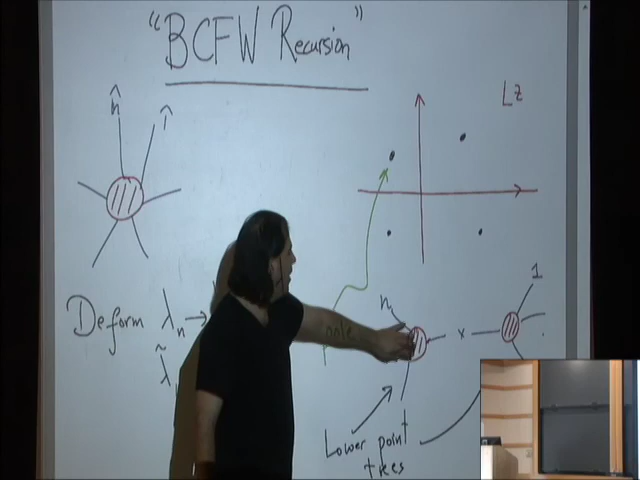 "BCFW Recursion"
n̂ 1̂
Lz
Deform λn →
λ̃
pole
n x 1
Lower point
trees